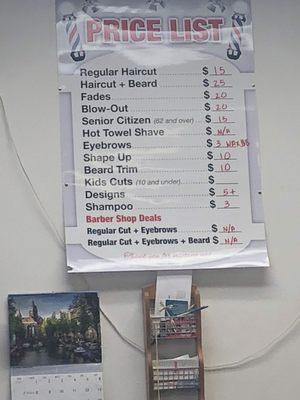 PRICE LIST
Regular Haircut $ 15
Haircut + Beard $ 25
Fades $ 20
Blow-Out $ 20
Senior Citizen (62 and over) $ 15
Hot Towel Shave $ N/A
Eyebrows $ 3
Shape Up $ 10
Beard Trim $ 10
Kids Cuts (10 and under) $
Designs $ 5+
Shampoo $ 3
Barber Shop Deals
Regular Cut + Eyebrows $ N/A
Regular Cut + Eyebrows + Beard $ N/A